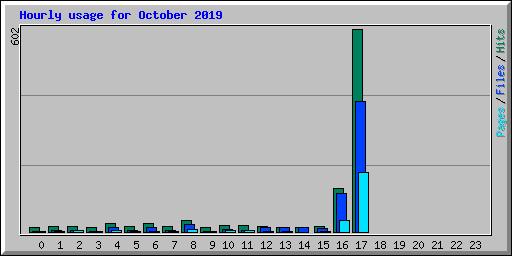 Hourly usage for October 2019
602
Pages/Files/Hits
0 1 2 3 4 5 6 7 8 9 10 11 12 13 14 15 16 17 18 19 20 21 22 23